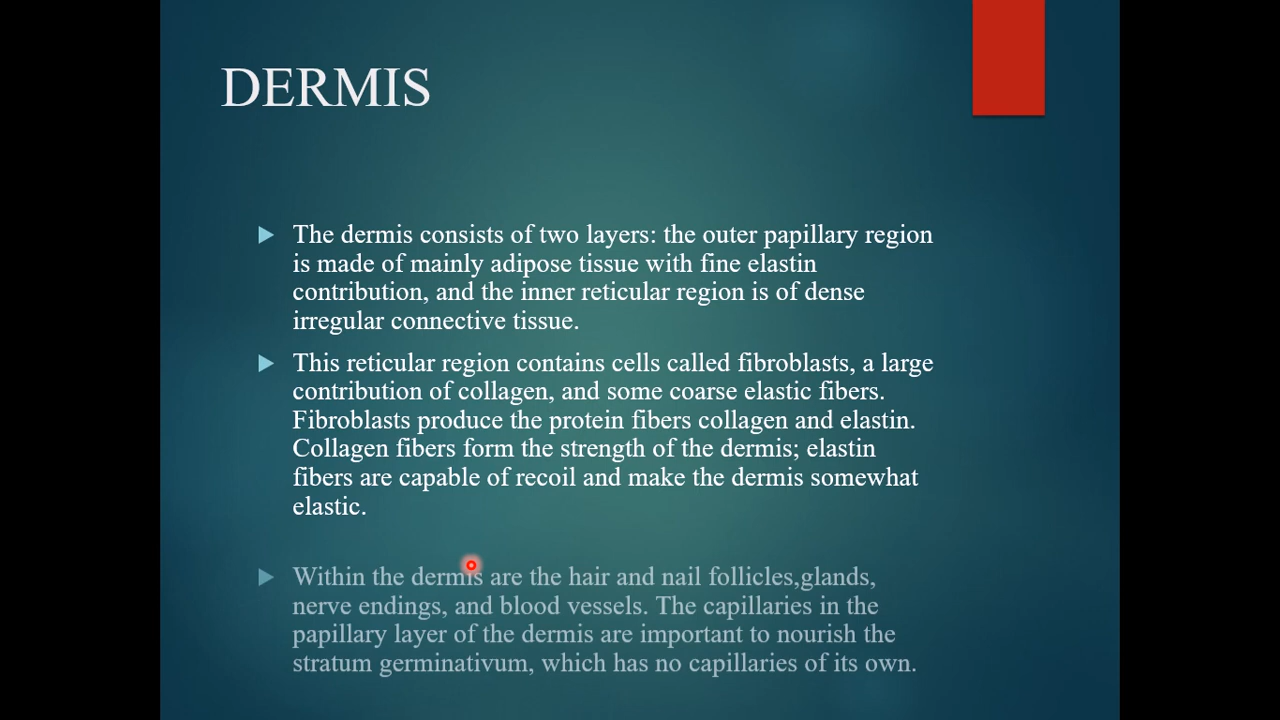 DERMIS
The dermis consists of two layers: the outer papillary region
is made of mainly adipose tissue with fine elastin
contribution, and the inner reticular region is of dense
irregular connective tissue.
This reticular region contains cells called fibroblasts, a large
contribution of collagen, and some coarse elastic fibers.
Fibroblasts produce the protein fibers collagen and elastin.
Collagen fibers form the strength of the dermis; elastin
fibers are capable of recoil and make the dermis somewhat
elastic.
Within the dermis are the hair and nail follicles,glands,
nerve endings, and blood vessels. The capillaries in the
papillary layer of the dermis are important to nourish the
stratum germinativum, which has no capillaries of its own.